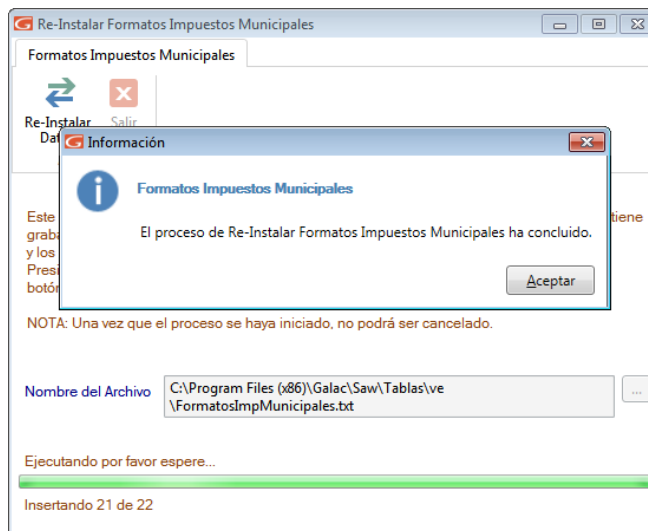 Re-Instalar Formatos Impuestos Municipales
Formatos Impuestos Municipales
Re-Instalar Salir
Información
Formatos Impuestos Municipales
El proceso de Re-Instalar Formatos Impuestos Municipales ha concluido.
Aceptar
Este tiene
y los
NOTA: Una vez que el proceso se haya iniciado, no podrá ser cancelado.
Nombre del Archivo
C:\Program Files (x86)\Galac\Saw\Tablas\ve
\FormatosImpMunicipales.txt
...
Ejecutando por favor espere...
Insertando 21 de 22